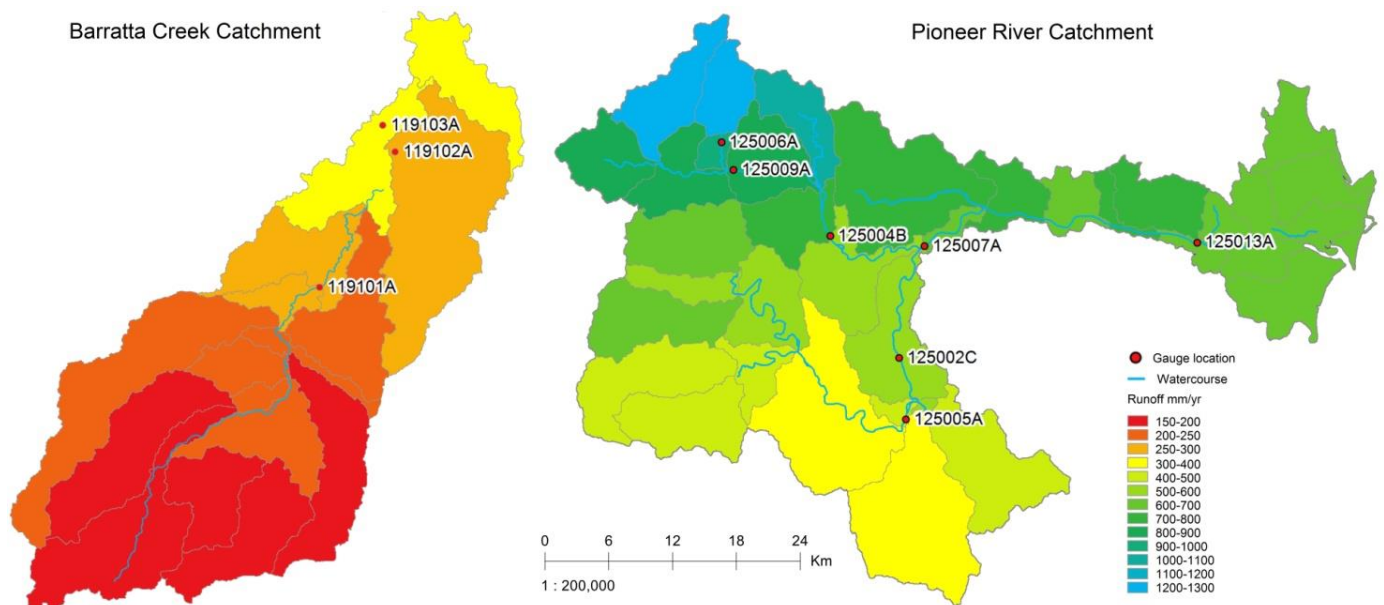 Barratta Creek Catchment
Pioneer River Catchment
119103A
119102A
119101A
125006A
125009A
125004B
125007A
125013A
125002C
125005A
Gauge location
Watercourse
Runoff mm/yr
150-200
200-250
250-300
300-400
400-500
500-600
600-700
700-800
800-900
900-1000
1000-1100
1100-1200
1200-1300
0 6 12 18 24
Km
1 : 200,000